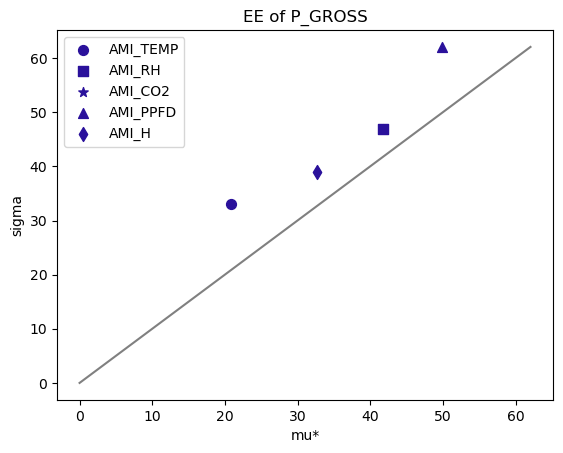 EE of P_GROSS
AMI_TEMP
AMI_RH
AMI_CO2
AMI_PPFD
AMI_H
60
50
40
30
20
10
0
sigma
0 10 20 30 40 50 60
mu*